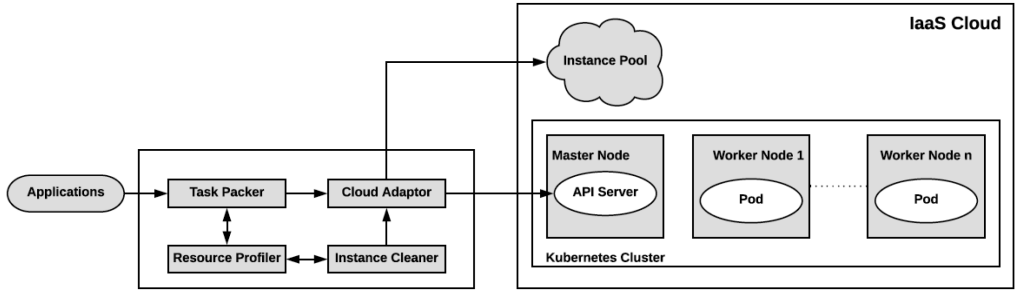 IaaS Cloud
Instance Pool
Applications
Task Packer
Cloud Adaptor
Resource Profiler
Instance Cleaner
Master Node
API Server
Worker Node 1
Pod
Worker Node n
Pod
Kubernetes Cluster